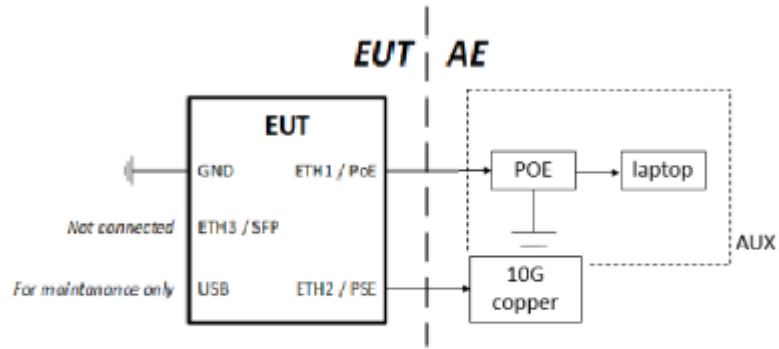 EUT AE
EUT
GND ETH1 / PoE
POE
laptop
Not connected ETH3 / SFP
AUX
For maintanance only USB ETH2 / PSE
10G
copper